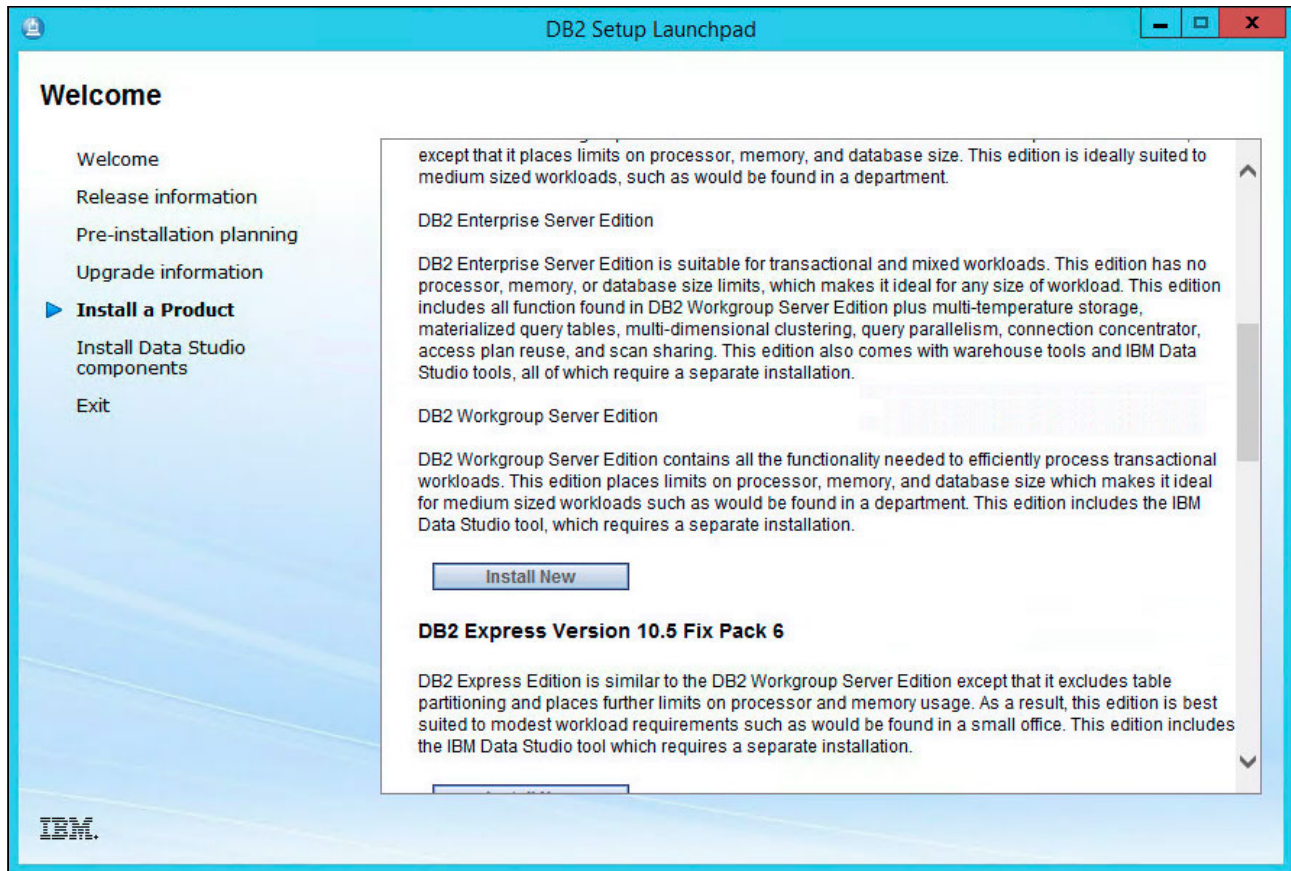 DB2 Setup Launchpad
Welcome
Welcome
Release information
Pre-installation planning
Upgrade information
Install a Product
Install Data Studio
components
Exit
except that it places limits on processor, memory, and database size. This edition is ideally suited to
medium sized workloads, such as would be found in a department.
DB2 Enterprise Server Edition
DB2 Enterprise Server Edition is suitable for transactional and mixed workloads. This edition has no
processor, memory, or database size limits, which makes it ideal for any size of workload. This edition
includes all function found in DB2 Workgroup Server Edition plus multi-temperature storage,
materialized query tables, multi-dimensional clustering, query parallelism, connection concentrator,
access plan reuse, and scan sharing. This edition also comes with warehouse tools and IBM Data
Studio tools, all of which require a separate installation.
DB2 Workgroup Server Edition
DB2 Workgroup Server Edition contains all the functionality needed to efficiently process transactional
workloads. This edition places limits on processor, memory, and database size which makes it ideal
for medium sized workloads such as would be found in a department. This edition includes the IBM
Data Studio tool, which requires a separate installation.
Install New
DB2 Express Version 10.5 Fix Pack 6
DB2 Express Edition is similar to the DB2 Workgroup Server Edition except that it excludes table
partitioning and places further limits on processor and memory usage. As a result, this edition is best
suited to modest workload requirements such as would be found in a small office. This edition includes
the IBM Data Studio tool which requires a separate installation.
IBM.